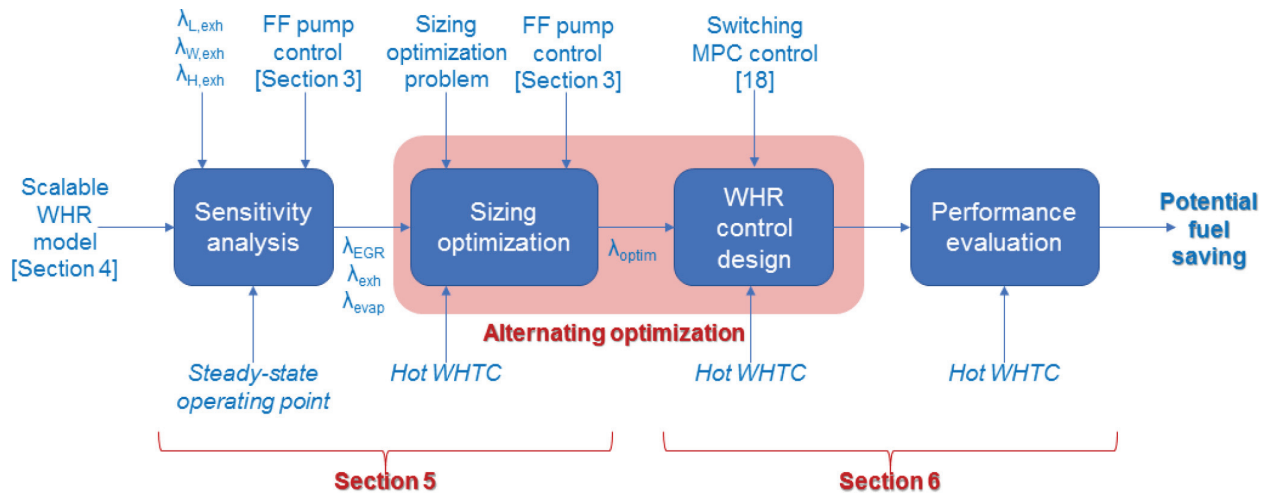 λL,exh
λW,exh
λH,exh
FF pump
control
[Section 3]
Sizing
optimization
problem
FF pump
control
[Section 3]
Switching
MPC control
[18]
Scalable
WHR
model
[Section 4]
Sensitivity
analysis
λEGR
λexh
λevap
Sizing
optimization
λoptim
WHR
control
design
Performance
evaluation
Potential
fuel
saving
Alternating optimization
Steady-state
operating point
Hot WHTC
Hot WHTC
Hot WHTC
Section 5
Section 6